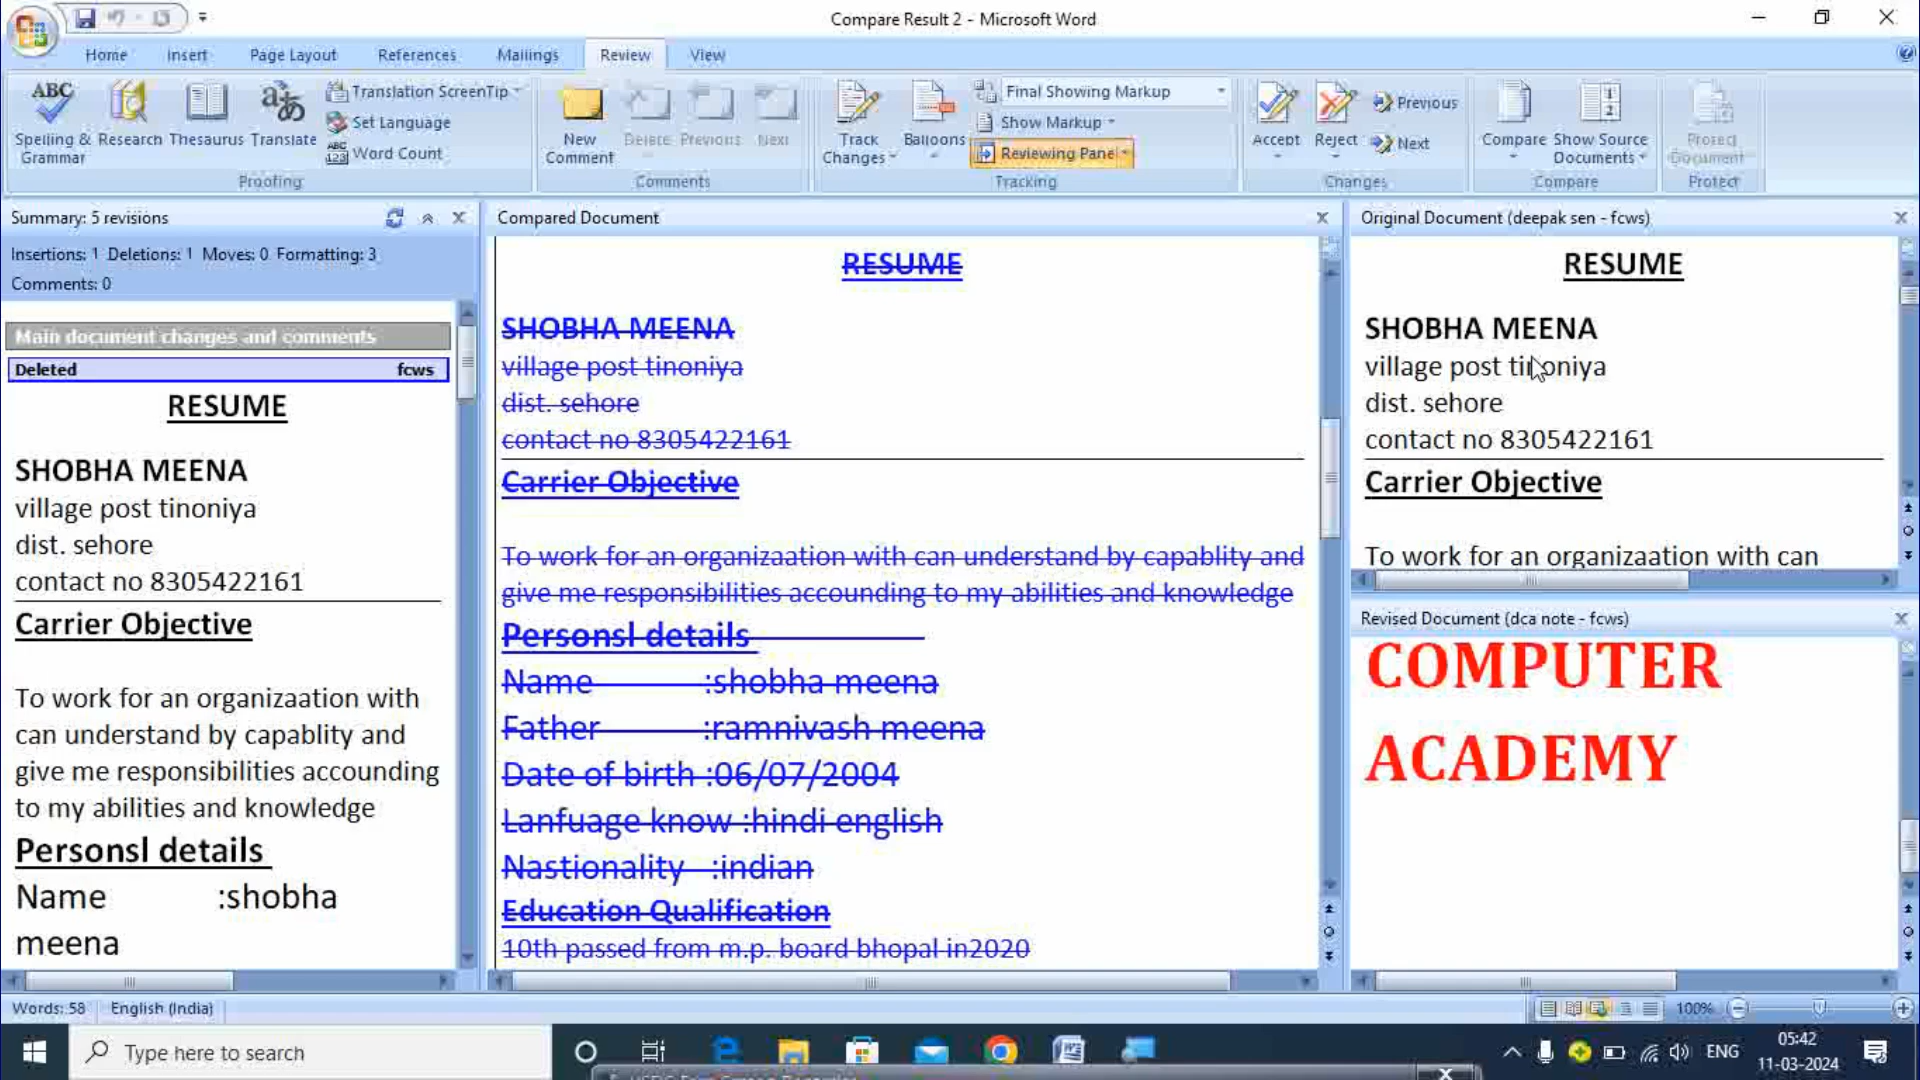 Compare Result 2 - Microsoft Word
Home Insert Page Layout References Mailings Review View
ABC
Spelling & Grammar
Research
Thesaurus
Translate
Translation ScreenTip
Set Language
ABC 123 Word Count
Proofing
New Comment
Delete
Previous
Next
Comments
Track Changes
Balloons
Final Showing Markup
Show Markup
Reviewing Pane
Tracking
Accept
Reject
Previous
Next
Changes
Compare
Show Source Documents
Compare
Protect Document
Protect
Summary: 5 revisions
Insertions: 1 Deletions: 1 Moves: 0 Formatting: 3
Comments: 0
Main document changes and comments
Deleted fcws
RESUME
SHOBHA MEENA
village post tinoniya
dist. sehore
contact no 8305422161
Carrier Objective
To work for an organizaation with
can understand by capablity and
give me responsibilities accounding
to my abilities and knowledge
Personsl details
Name :shobha
meena
Compared Document
RESUME
SHOBHA MEENA
village post tinoniya
dist. sehore
contact no 8305422161
Carrier Objective
To work for an organizaation with can understand by capablity and
give me responsibilities accounding to my abilities and knowledge
Personsl details
Name :shobha meena
Father :ramnivash meena
Date of birth :06/07/2004
Lanfuage know :hindi english
Nastionality :indian
Education Qualification
10th passed from m.p. board bhopal in2020
Original Document (deepak sen - fcws)
RESUME
SHOBHA MEENA
village post tinoniya
dist. sehore
contact no 8305422161
Carrier Objective
To work for an organizaation with can
Revised Document (dca note - fcws)
COMPUTER
ACADEMY
Words: 58 English (India)
100%
Type here to search
ENG
05:42
11-03-2024